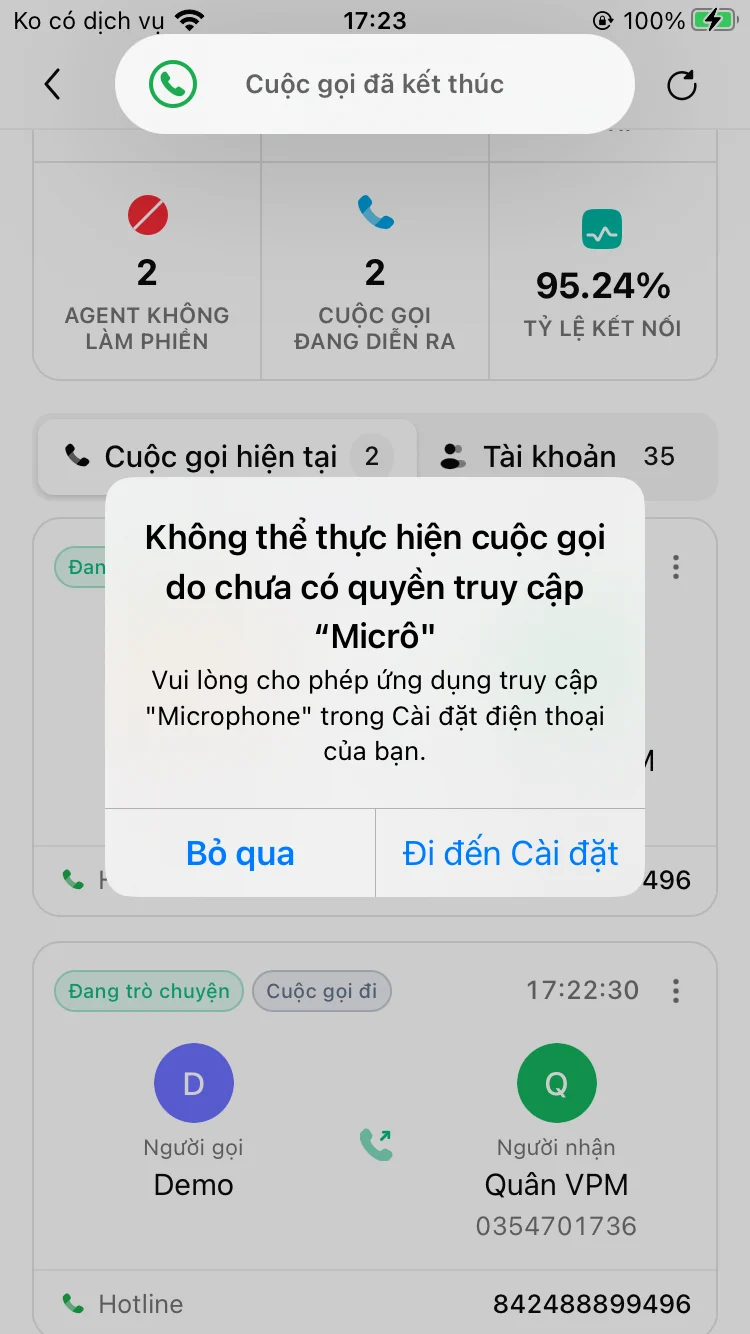 Ko có dịch vụ
17:23
100%
Cuộc gọi đã kết thúc
2
AGENT KHÔNG
LÀM PHIỀN
2
CUỘC GỌI
ĐANG DIỄN RA
95.24%
TỶ LỆ KẾT NỐI
Cuộc gọi hiện tại 2
Tài khoản 35
Đan
Không thể thực hiện cuộc gọi
do chưa có quyền truy cập
“Micrô"
Vui lòng cho phép ứng dụng truy cập
"Microphone" trong Cài đặt điện thoại
của bạn.
M
Bỏ qua
Đi đến Cài đặt
H
496
Đang trò chuyện
Cuộc gọi đi
17:22:30
D
Q
Người gọi
Người nhận
Demo
Quân VPM
0354701736
Hotline
842488899496